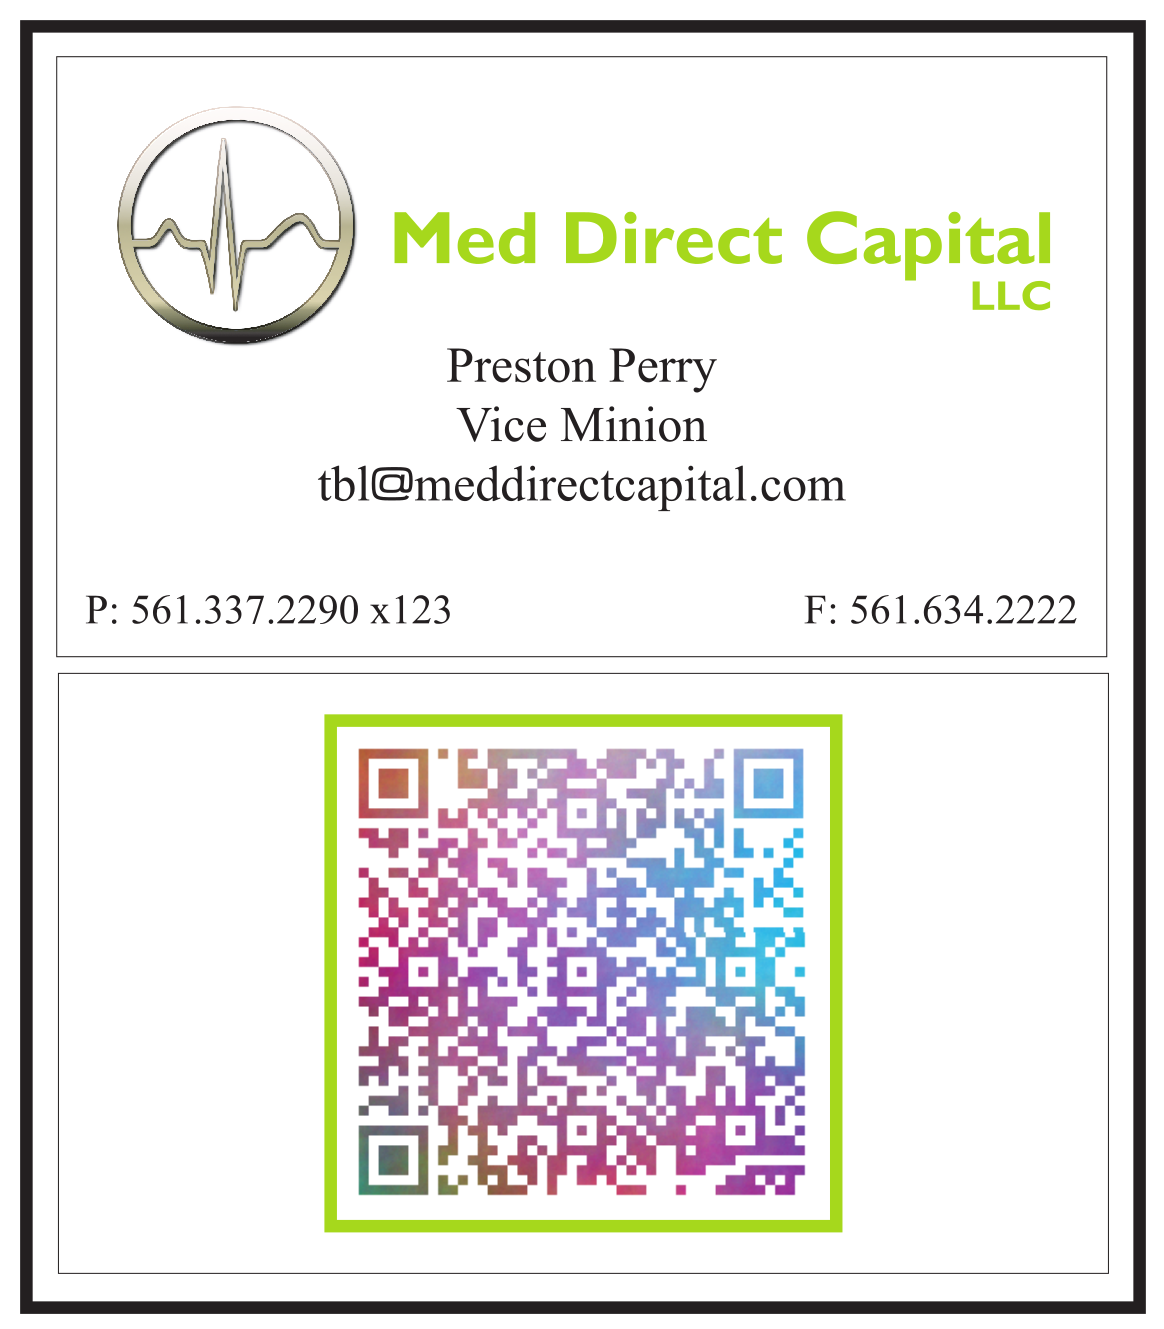 Med Direct Capital
LLC
Preston Perry
Vice Minion
tbl@meddirectcapital.com
P: 561.337.2290 x123
F: 561.634.2222